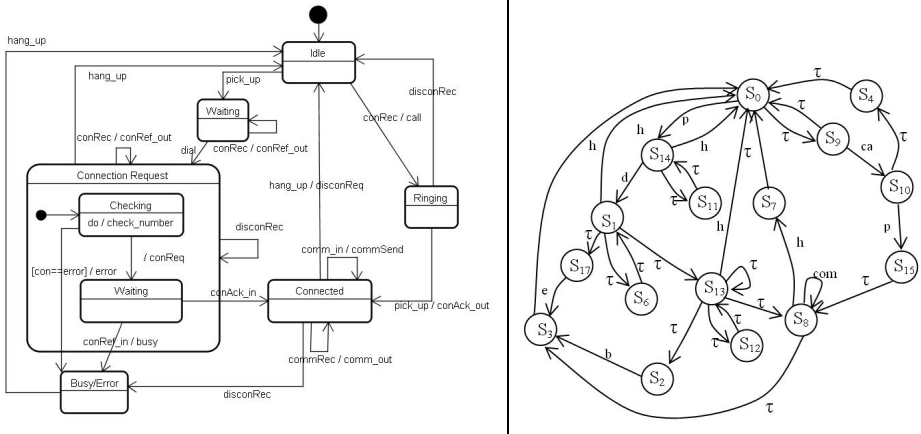 hang_up
Idle
hang_up
pick_up
disconRec
Waiting
conRec / call
conRec / conRef_out
conRec / conRef_out
dial
Connection Request
hang_up / disconReq
Checking
do / check_number
Ringing
disconRec
/ conReq
comm_in / commSend
[con==error] / error
Waiting
conAck_in
Connected
pick_up / conAck_out
conRef_in / busy
commRec / comm_out
Busy/Error
disconRec
S0
τ
S4
p
τ
τ
S9
τ
h
h
h
S14
τ
ca
S10
d
τ
τ
S11
τ
S7
p
S1
τ
S17
τ
τ
τ
S6
h
S15
e
S13
τ
com
τ
τ
S8
S3
τ
τ
τ
S12
b
S2
τ